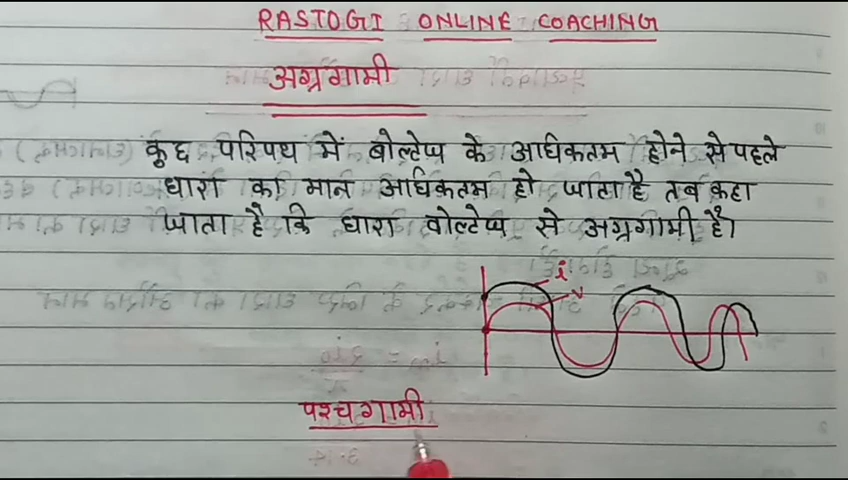 RASTOGI ONLINE COACHING
अग्रगामी
कुछ परिपथ में वोल्टेज के अधिकतम होने से पहले
धारा का मान अधिकतम हो जाता है तब कहा
जाता है कि धारा वोल्टेज से अग्रगामी है।
i
v
पश्चगामी